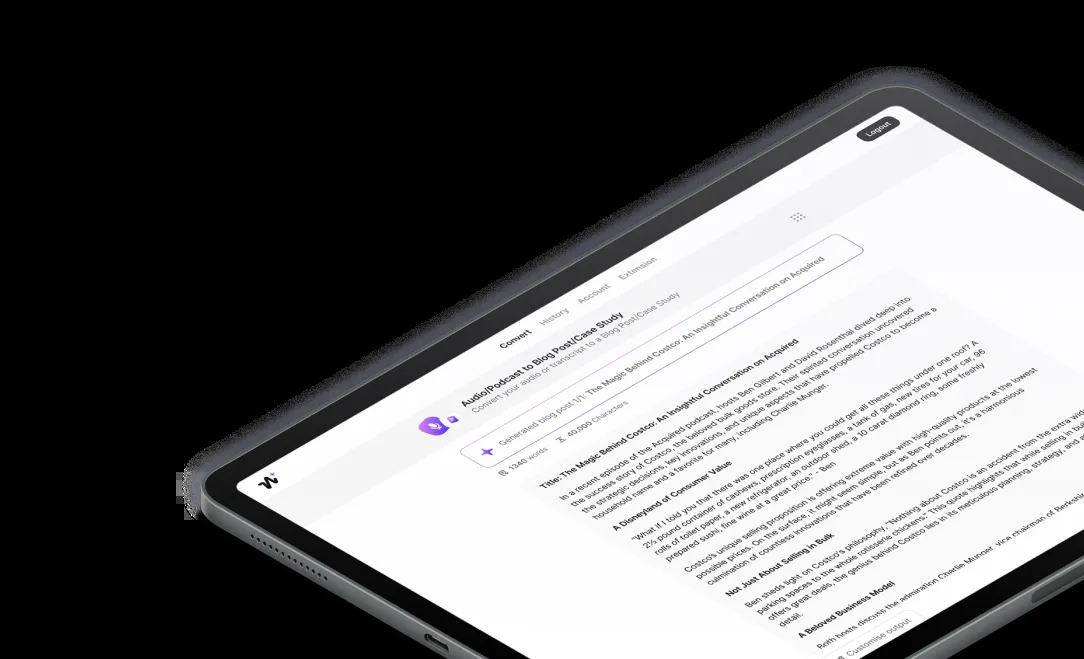 Logout
Convert History Account Extension
Audio/Podcast to Blog Post/Case Study
Convert your audio or transcript to a Blog Post/Case Study
Generated blog post 1/1: The Magic Behind Costco: An Insightful Conversation on Acquired
1340 words 40,000 Characters
Title: The Magic Behind Costco: An Insightful Conversation on Acquired
In a recent episode of the Acquired podcast, hosts Ben Gilbert and David Rosenthal dived deep into
the success story of Costco, the beloved bulk goods store. Their spirited conversation uncovered
the strategic decisions, key innovations, and unique aspects that have propelled Costco to become a
household name and a favorite for many, including Charlie Munger.
A Disneyland of Consumer Value
"What if I told you that there was one place where you could get all these things under one roof? A
2½ pound container of cashews, prescription eyeglasses, a tank of gas, new tires for your car, 96
rolls of toilet paper, a new refrigerator, an outdoor shed, a 10 carat diamond ring, some freshly
prepared sushi, fine wine at a great price." - Ben
Costco's unique selling proposition is offering extreme value with high-quality products at the lowest
possible prices. On the surface, it might seem simple, but as Ben points out, it's a harmonious
culmination of countless innovations that have been refined over decades.
Not Just About Selling in Bulk
Ben sheds light on Costco's philosophy, "Nothing about Costco is an accident from the extra wid
parking spaces to the whole rotisserie chickens." This quote highlights that while selling in bul
offers great deals, the genius behind Costco lies in its meticulous planning, strategy, and a
detail.
A Beloved Business Model
Both hosts discuss the admiration Charlie Munger, vice chairman of Berkshir
Customise output